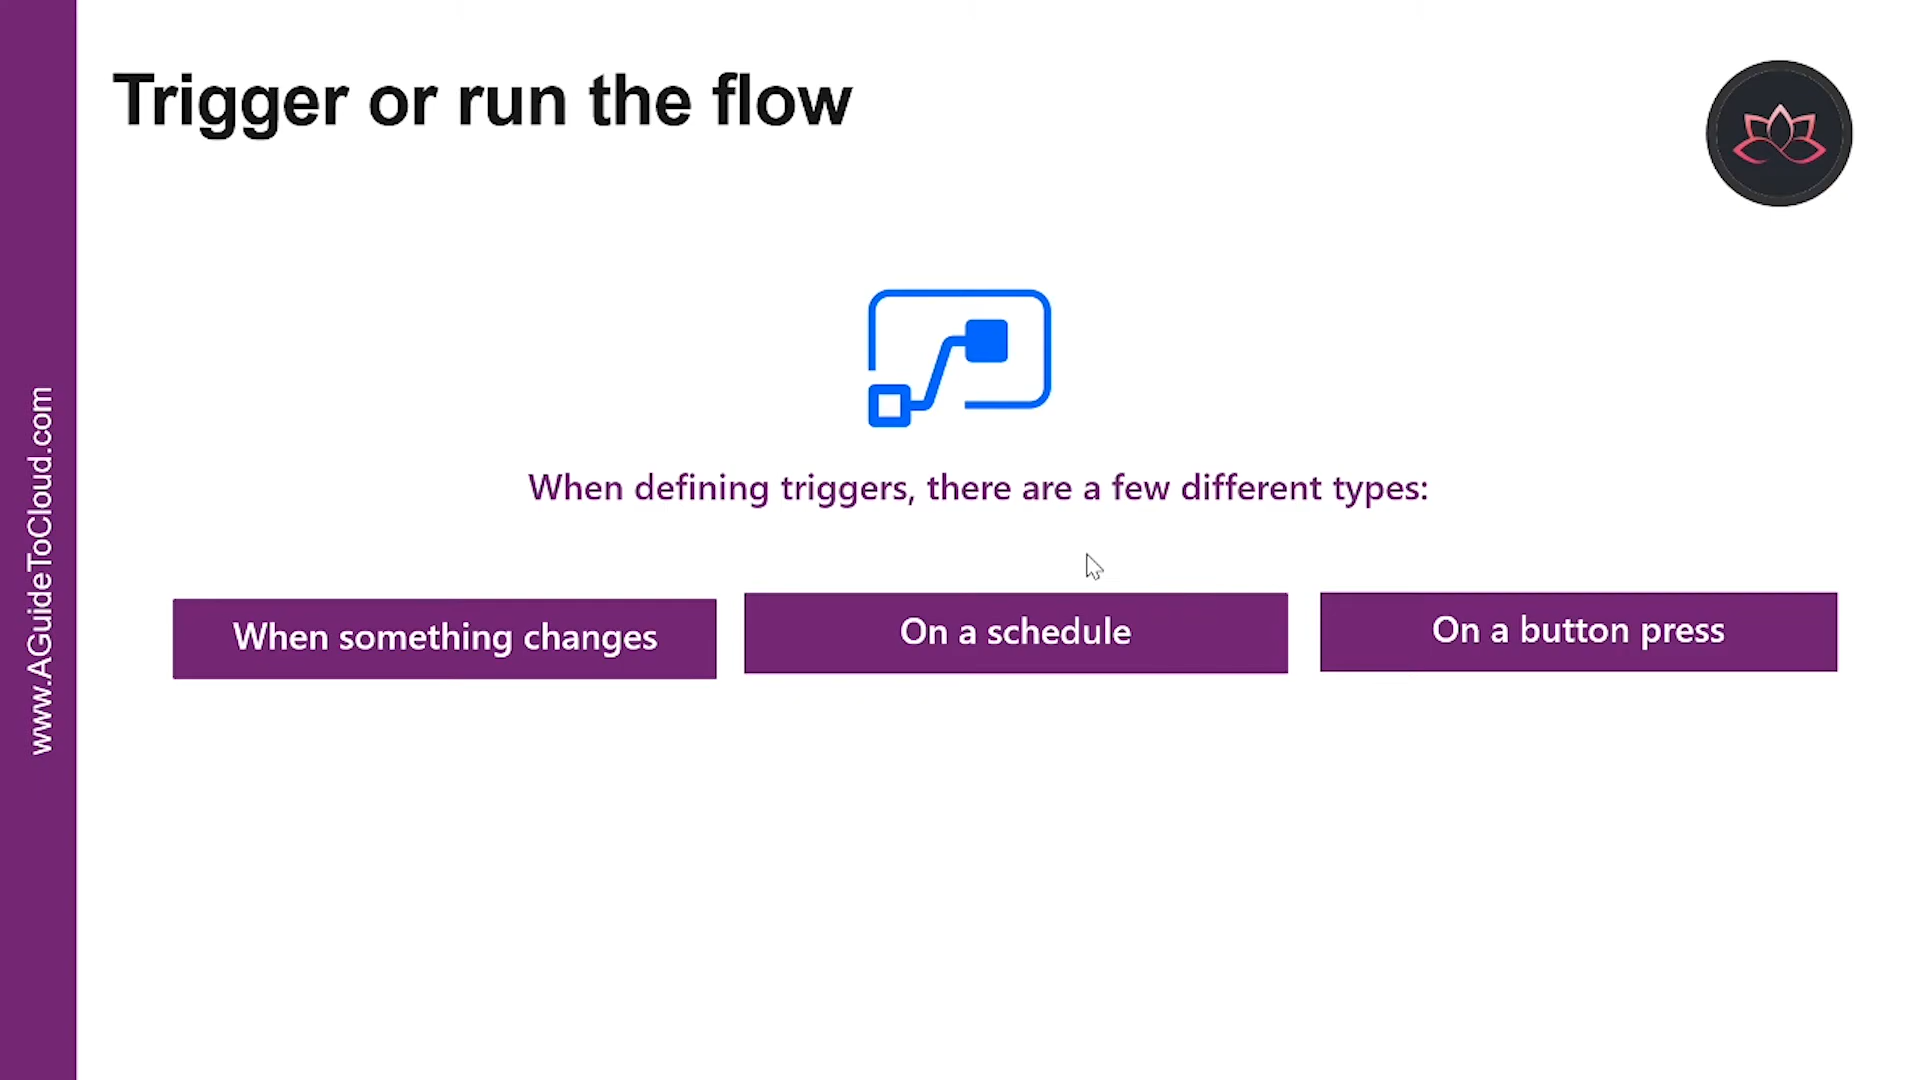 Trigger or run the flow
When defining triggers, there are a few different types:
When something changes
On a schedule
On a button press
www.AGuideToCloud.com